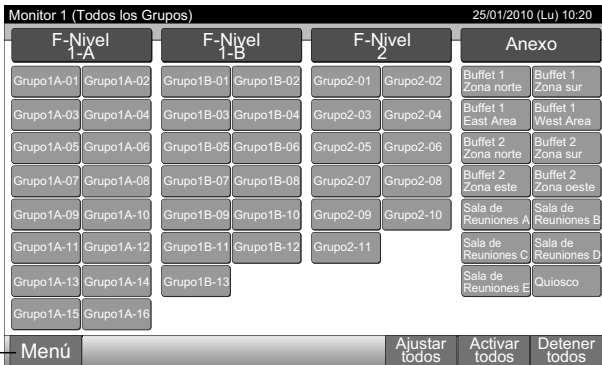 Monitor 1 (Todos los Grupos) 25/01/2010 (Lu) 10:20
F-Nivel
1-A
F-Nivel
1-B
F-Nivel
2
Anexo
Grupo1A-01 Grupo1A-02 Grupo1B-01 Grupo1B-02 Grupo2-01 Grupo2-02
Buffet 1
Zona norte
Buffet 1
Zona sur
Grupo1A-03 Grupo1A-04 Grupo1B-03 Grupo1B-04 Grupo2-03 Grupo2-04
Buffet 1
East Area
Buffet 1
West Area
Grupo1A-05 Grupo1A-06 Grupo1B-05 Grupo1B-06 Grupo2-05 Grupo2-06
Buffet 2
Zona norte
Buffet 2
Zona sur
Grupo1A-07 Grupo1A-08 Grupo1B-07 Grupo1B-08 Grupo2-07 Grupo2-08
Buffet 2
Zona este
Buffet 2
Zona oeste
Grupo1A-09 Grupo1A-10 Grupo1B-09 Grupo1B-10 Grupo2-09 Grupo2-10
Sala de
Reuniones A
Sala de
Reuniones B
Grupo1A-11 Grupo1A-12 Grupo1B-11 Grupo1B-12 Grupo2-11
Sala de
Reuniones C
Sala de
Reuniones D
Grupo1A-13 Grupo1A-14 Grupo1B-13
Sala de
Reuniones E
Quiosco
Grupo1A-15 Grupo1A-16
Menú
Ajustar
todos
Activar
todos
Detener
todos